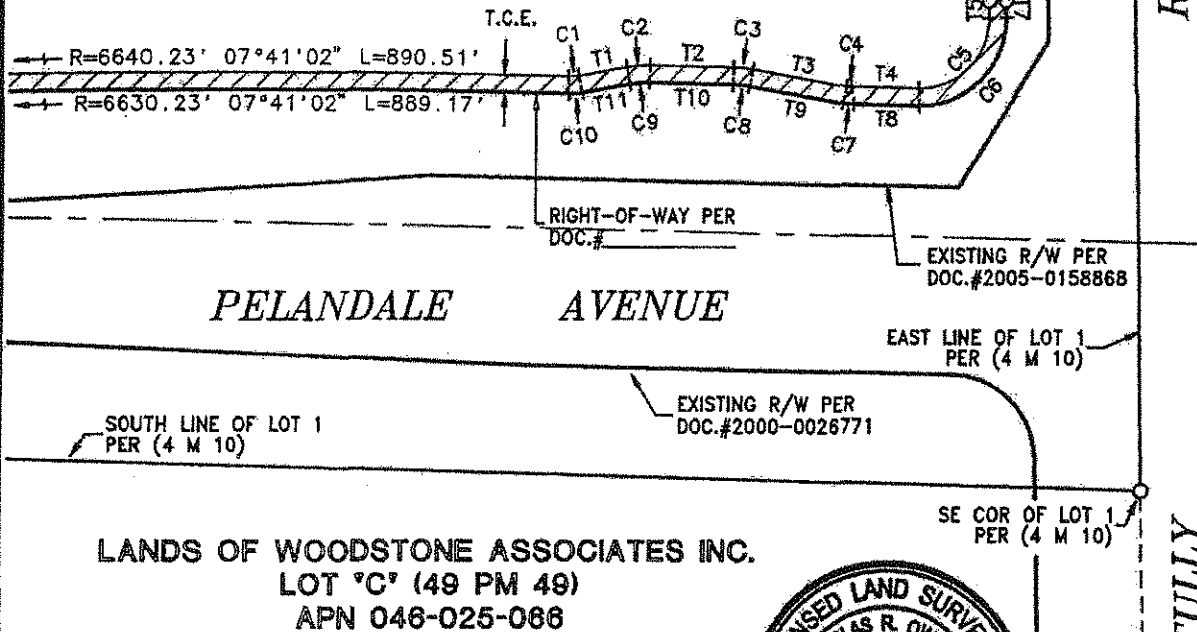 T.C.E.
C1
C2
C3
C4
C5
C6
T1
T2
T3
T4
R=6640.23' 07°41'02" L=890.51'
R=6630.23' 07°41'02" L=889.17'
T11
T10
T9
T8
C10
C9
C8
C7
RIGHT-OF-WAY PER
DOC.#
EXISTING R/W PER
DOC.#2005-0158868
PELANDALE AVENUE
EAST LINE OF LOT 1
PER (4 M 10)
EXISTING R/W PER
DOC.#2000-0026771
SOUTH LINE OF LOT 1
PER (4 M 10)
SE COR OF LOT 1
PER (4 M 10)
LANDS OF WOODSTONE ASSOCIATES INC.
LOT "C" (49 PM 49)
APN 046-025-066
LAND